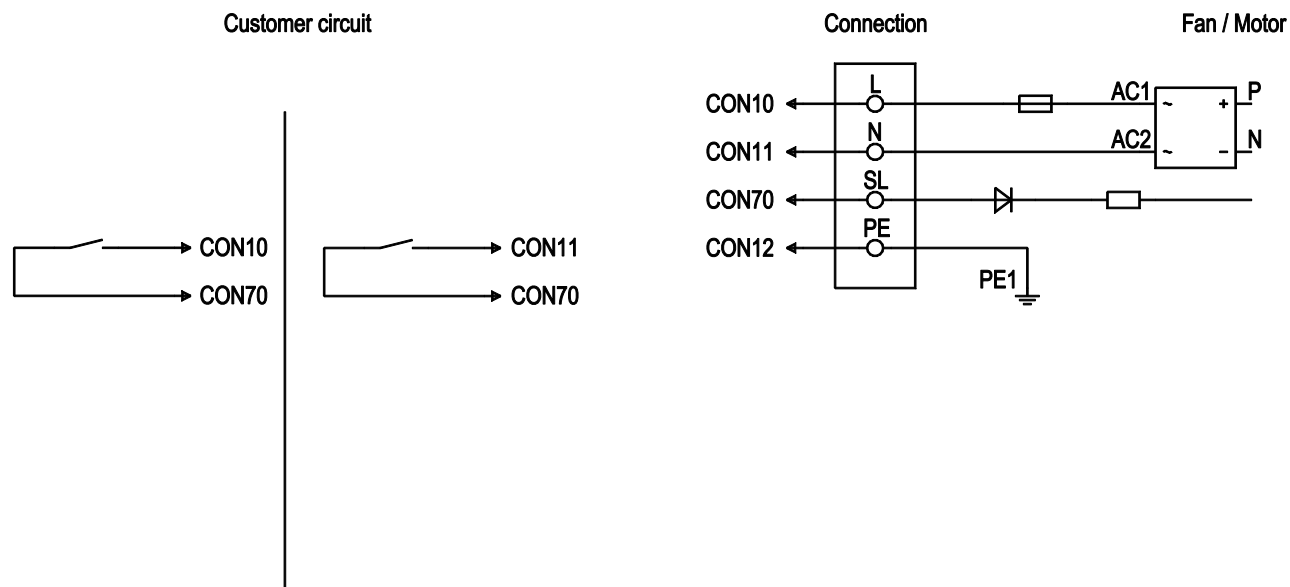 Customer circuit
Connection
Fan / Motor
CON10
L
AC1
~
+
P
CON11
N
AC2
~
–
N
CON70
SL
CON12
PE
PE1
CON10
CON70
CON11
CON70